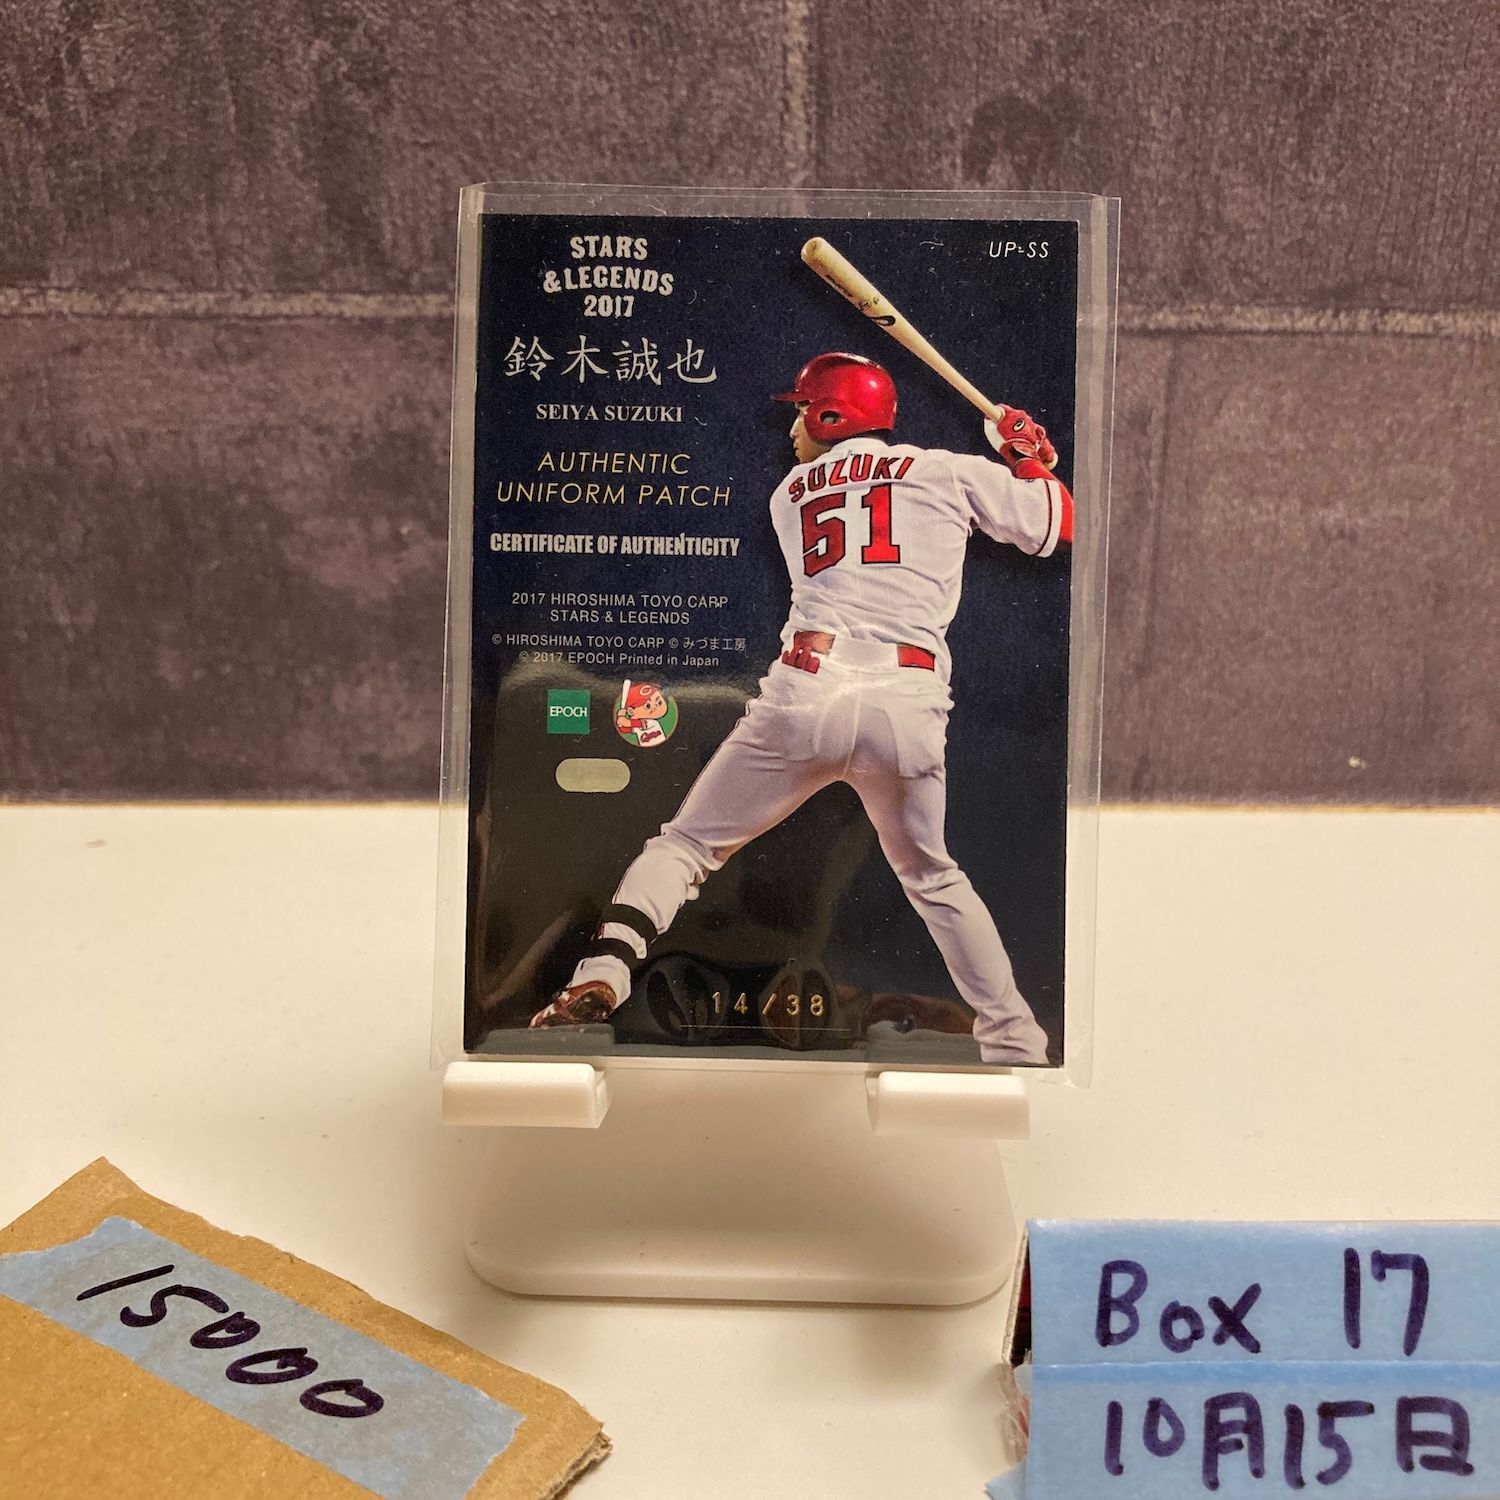 STARS
&LEGENDS
2017
UP-SS
鈴木誠也
SEIYA SUZUKI
AUTHENTIC
UNIFORM PATCH
CERTIFICATE OF AUTHENTICITY
2017 HIROSHIMA TOYO CARP
STARS & LEGENDS
© HIROSHIMA TOYO CARP © みづま工房
© 2017 EPOCH Printed in Japan
EPOCH
SUZUKI
51
14/38
15000
Box 17
10月15日